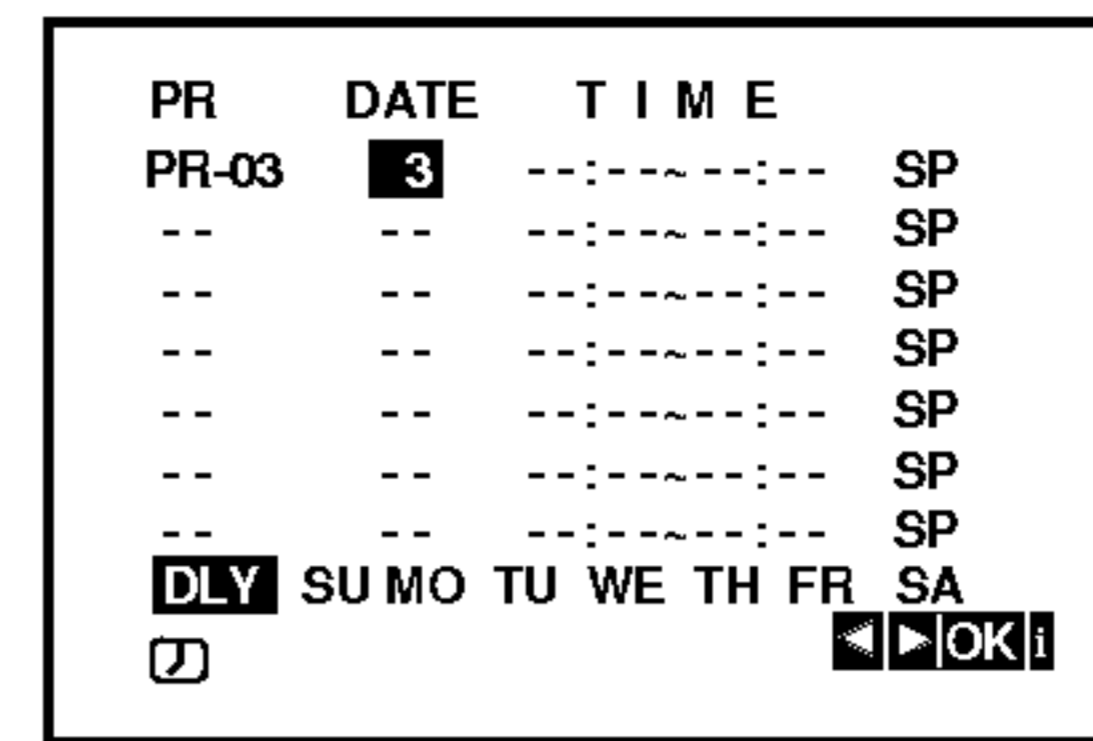 PR DATE T I M E
PR-03 3 --:--~--:-- SP
-- -- --:--~--:-- SP
-- -- --:--~--:-- SP
-- -- --:--~--:-- SP
-- -- --:--~--:-- SP
-- -- --:--~--:-- SP
-- -- --:--~--:-- SP
DLY SU MO TU WE TH FR SA
◀ ▶ OK i